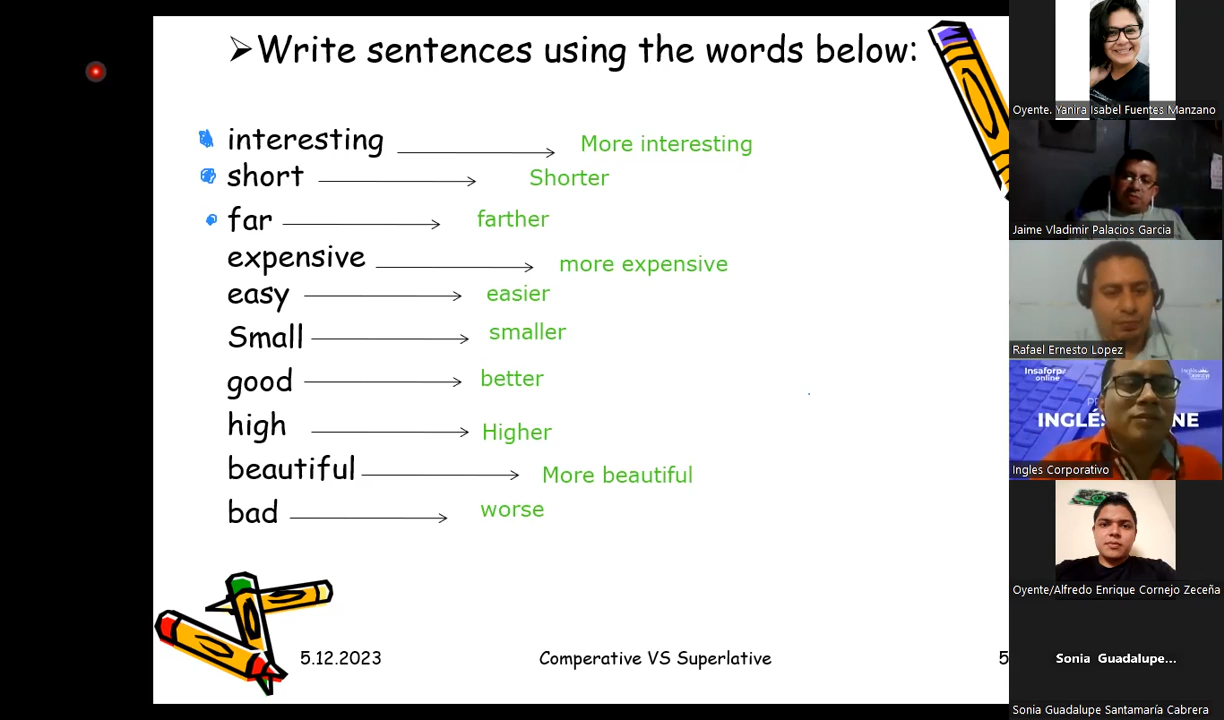 ➢Write sentences using the words below:
interesting More interesting
short Shorter
far farther
expensive more expensive
easy easier
Small smaller
good better
high Higher
beautiful More beautiful
bad worse
5.12.2023 Comperative VS Superlative 5
Oyente. Yanira Isabel Fuentes Manzano
Jaime Vladimir Palacios Garcia
Rafael Ernesto Lopez
Insaforp
online
INGLÉS NE
Ingles Corporativo
Oyente/Alfredo Enrique Cornejo Zeceña
Sonia Guadalupe...
Sonia Guadalupe Santamaría Cabrera